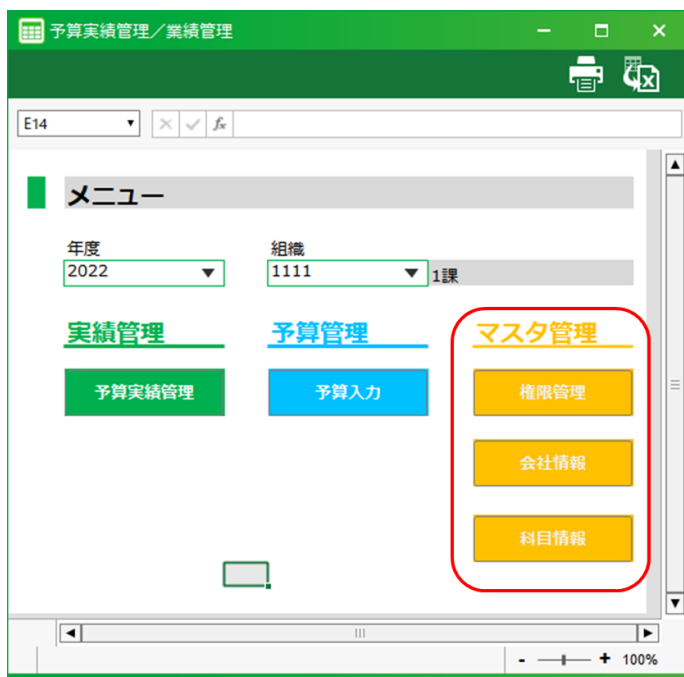 予算実績管理／業績管理
E14
fx
メニュー
年度 組織
2022 1111 1課
実績管理 予算管理 マスタ管理
予算実績管理 予算入力 権限管理
会社情報
科目情報
- + 100%